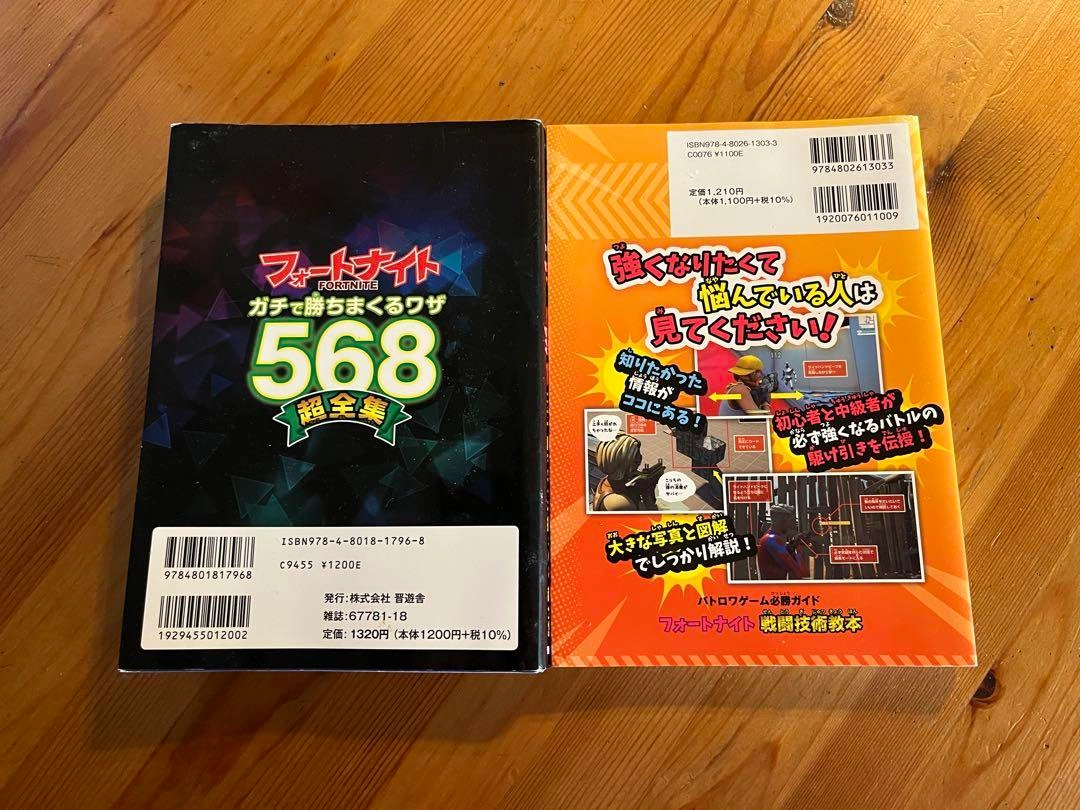 フォートナイト
FORTNITE
ガチで勝ちまくるワザ
568
超全集
ISBN978-4-8018-1796-8
C9455 ¥1200E
9784801817968
1929455012002
発行:株式会社 晋遊舎
雑誌:67781-18
定価:1320円(本体1200円+税10%)
ISBN978-4-8026-1303-3
C0076 ¥1100E
9784802613033
定価1,210円
(本体1,100円+税10%)
1920076011009
強くなりたくて
悩んでいる人は
見てください!
知りたかった
情報が
ココにある!
初心者と中級者が
必ず強くなるバトルの
駆け引きを伝授!
大きな写真と図解
でしっかり解説!
バトロワゲーム必勝ガイド
フォートナイト 戦闘技術教本